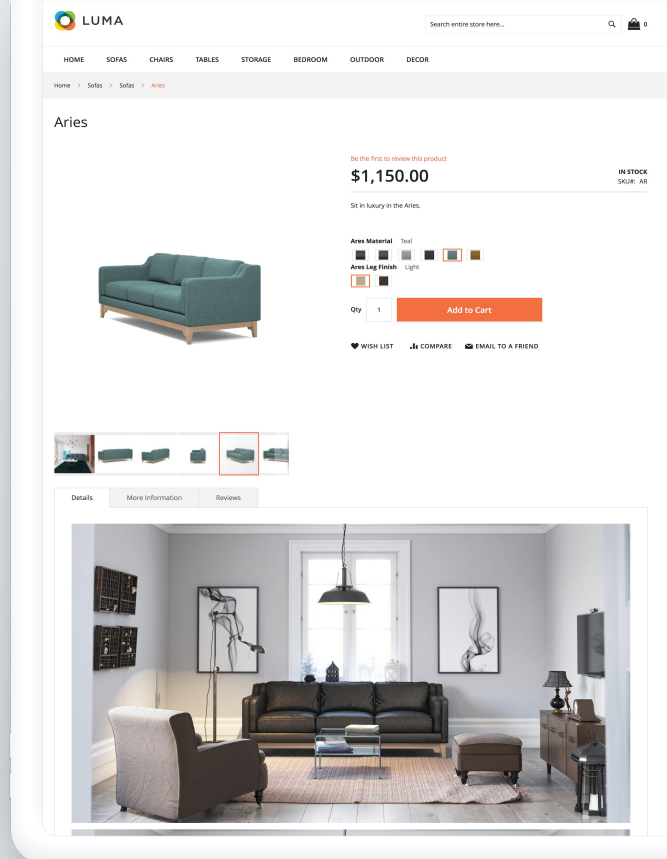 LUMA
Search entire store here...
0
HOME SOFAS CHAIRS TABLES STORAGE BEDROOM OUTDOOR DECOR
Home > Sofas > Sofas > Aries
Aries
Be the first to review this product
$1,150.00
IN STOCK
SKU#: AR
Sit in luxury in the Aries.
Ares Material Teal
Ares Leg Finish Light
Qty 1 Add to Cart
WISH LIST COMPARE EMAIL TO A FRIEND
Details More Information Reviews